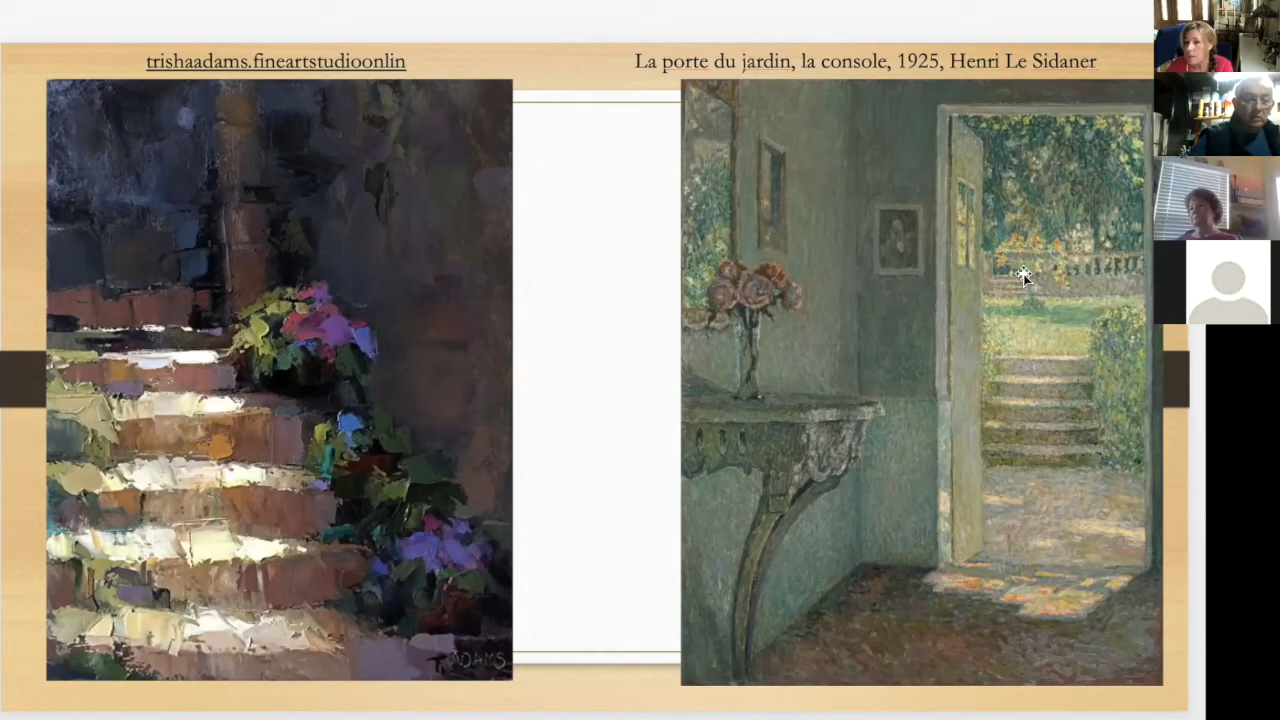 trishaadams.fineartstudioonlin
La porte du jardin, la console, 1925, Henri Le Sidaner
ADAMS